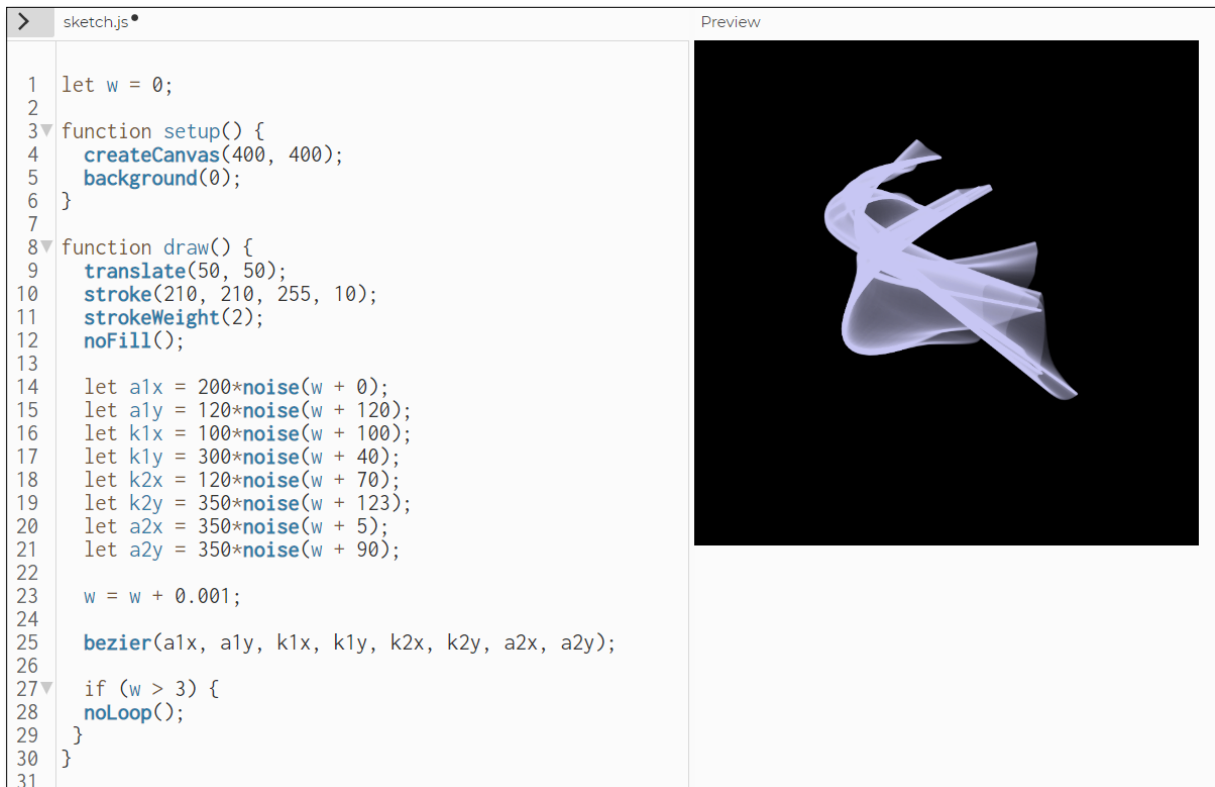 sketch.js●
Preview
1 let w = 0;
2
3 function setup() {
4   createCanvas(400, 400);
5   background(0);
6 }
7
8 function draw() {
9   translate(50, 50);
10   stroke(210, 210, 255, 10);
11   strokeWeight(2);
12   noFill();
13
14   let a1x = 200*noise(w + 0);
15   let a1y = 120*noise(w + 120);
16   let k1x = 100*noise(w + 100);
17   let k1y = 300*noise(w + 40);
18   let k2x = 120*noise(w + 70);
19   let k2y = 350*noise(w + 123);
20   let a2x = 350*noise(w + 5);
21   let a2y = 350*noise(w + 90);
22
23   w = w + 0.001;
24
25   bezier(a1x, a1y, k1x, k1y, k2x, k2y, a2x, a2y);
26
27   if (w > 3) {
28   noLoop();
29  }
30 }
31